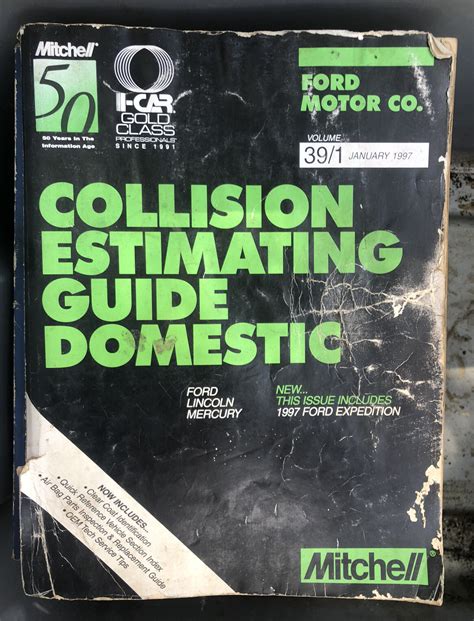 Mitchell®
50
50 Years In The
Information Age
I-CAR
GOLD
CLASS
PROFESSIONALS
SINCE 1991
FORD
MOTOR CO.
VOLUME
39/1 JANUARY 1997
COLLISION
ESTIMATING
GUIDE
DOMESTIC
FORD
LINCOLN
MERCURY
NEW...
THIS ISSUE INCLUDES
1997 FORD EXPEDITION
NOW INCLUDES...
• Clear Coat Identification
• Quick Reference Vehicle Section Index
• Air Bag Parts Inspection & Replacement Guide
• OEM Tech Service Tips
Mitchell®